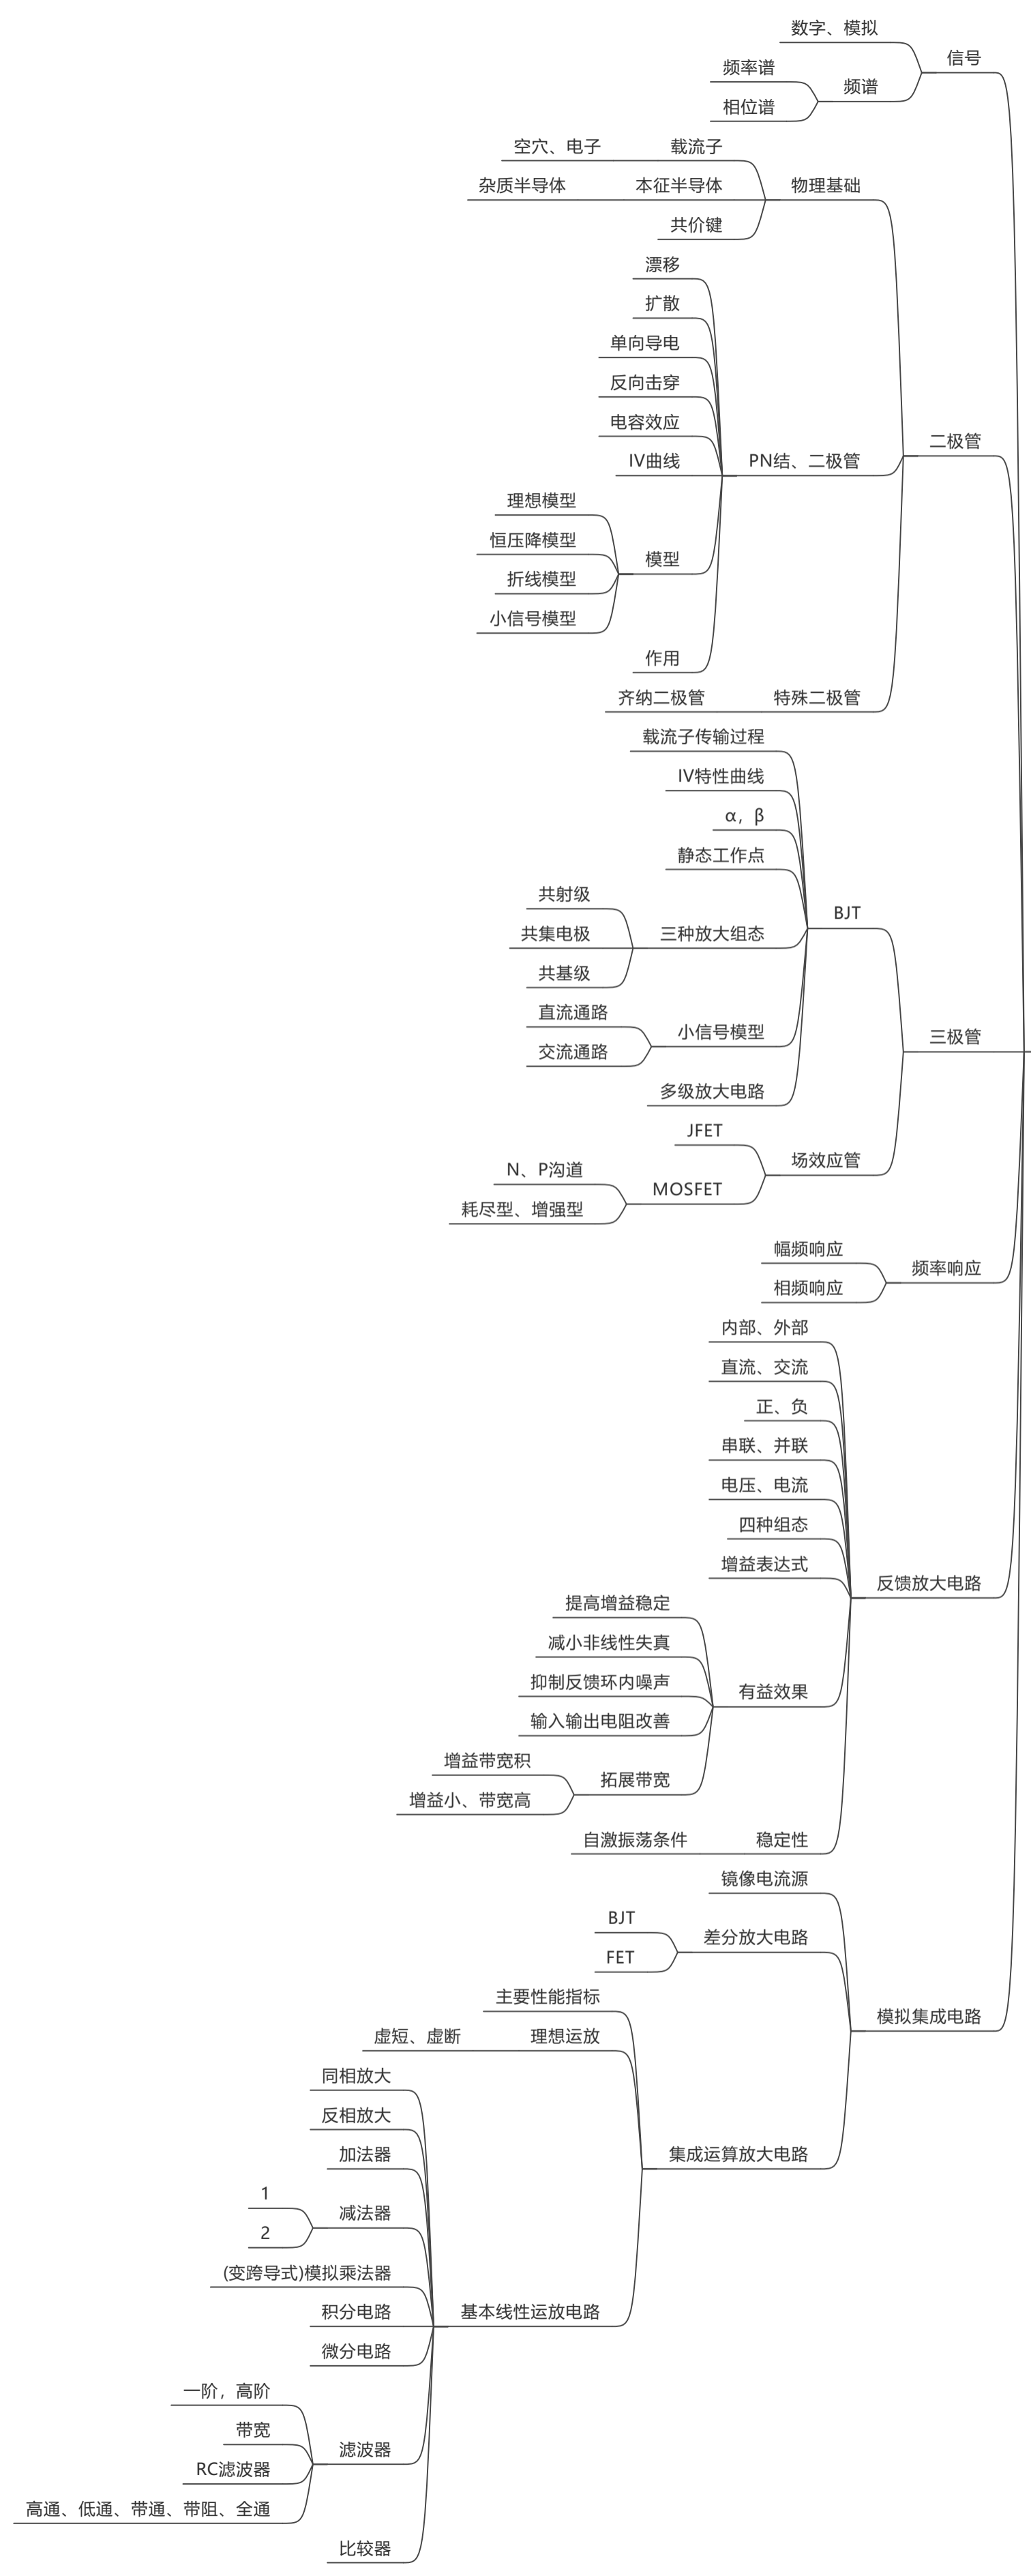 数字、模拟
信号
频率谱
频谱
相位谱
空穴、电子
载流子
杂质半导体
本征半导体
物理基础
共价键
漂移
扩散
单向导电
反向击穿
电容效应
二极管
IV曲线
PN结、二极管
理想模型
恒压降模型
模型
折线模型
小信号模型
作用
齐纳二极管
特殊二极管
载流子传输过程
IV特性曲线
α，β
静态工作点
共射级
BJT
共集电极
三种放大组态
共基级
直流通路
小信号模型
三极管
交流通路
多级放大电路
JFET
场效应管
N、P沟道
MOSFET
耗尽型、增强型
幅频响应
频率响应
相频响应
内部、外部
直流、交流
正、负
串联、并联
电压、电流
四种组态
增益表达式
反馈放大电路
提高增益稳定
减小非线性失真
抑制反馈环内噪声
有益效果
输入输出电阻改善
增益带宽积
拓展带宽
增益小、带宽高
自激振荡条件
稳定性
镜像电流源
BJT
差分放大电路
FET
主要性能指标
模拟集成电路
虚短、虚断
理想运放
同相放大
反相放大
加法器
集成运算放大电路
1
减法器
2
(变跨导式)模拟乘法器
积分电路
基本线性运放电路
微分电路
一阶，高阶
带宽
滤波器
RC滤波器
高通、低通、带通、带阻、全通
比较器